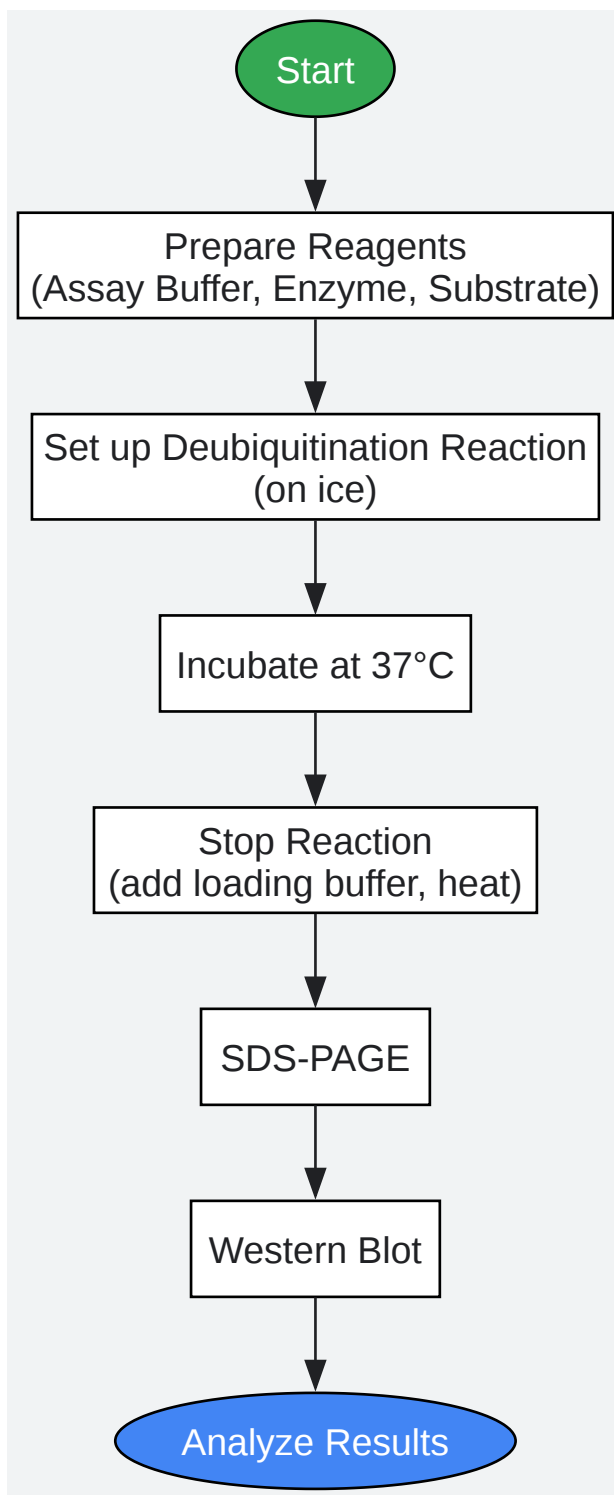 Start
Prepare Reagents
(Assay Buffer, Enzyme, Substrate)
Set up Deubiquitination Reaction
(on ice)
Incubate at 37°C
Stop Reaction
(add loading buffer, heat)
SDS-PAGE
Western Blot
Analyze Results